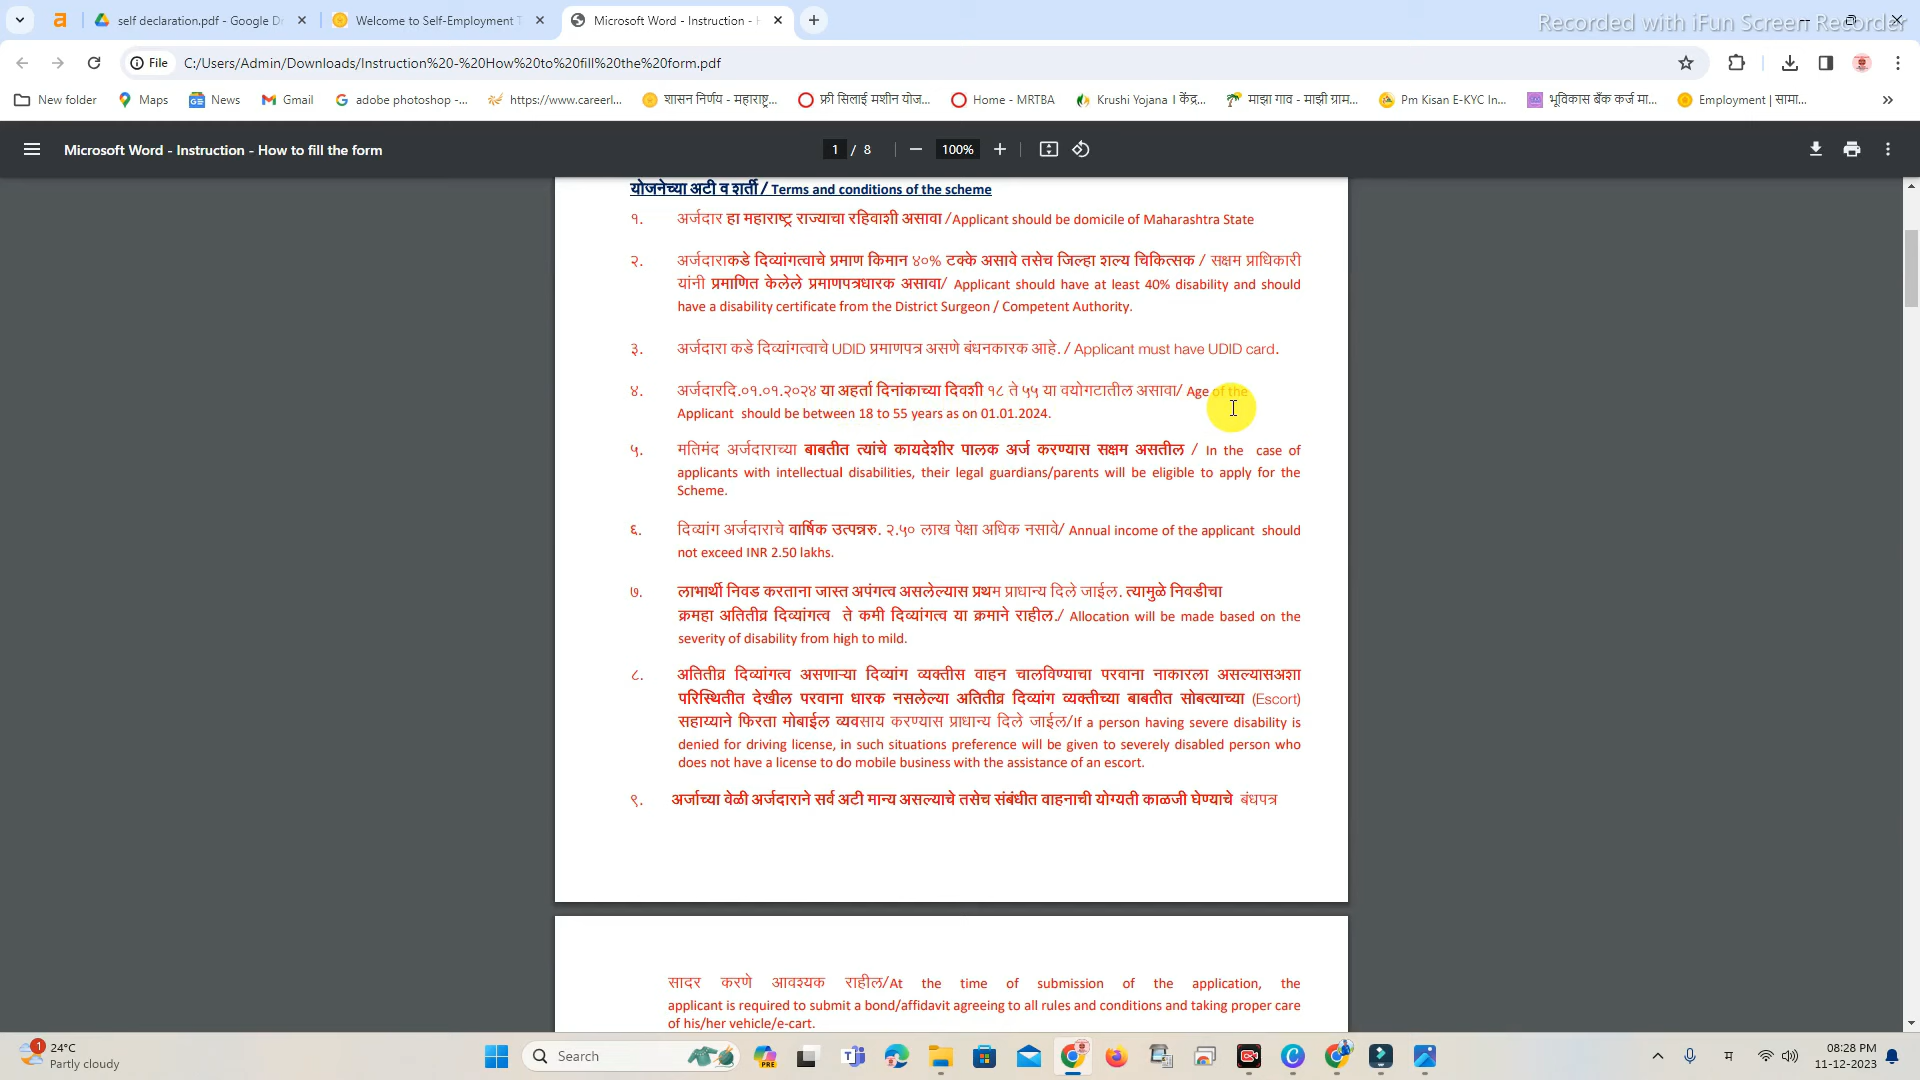 Recorded with iFun Screen Recorder
self declaration.pdf - Google Dr
Welcome to Self-Employment T
Microsoft Word - Instruction - H
File
C:/Users/Admin/Downloads/Instruction%20-%20How%20to%20fill%20the%20form.pdf
New folder
Maps
News
Gmail
adobe photoshop -...
https://www.careerl...
शासन निर्णय - महाराष्ट्र...
फ्री सिलाई मशीन योज...
Home - MRTBA
Krushi Yojana । केंद्र...
माझा गाव - माझी ग्राम...
Pm Kisan E-KYC In...
भूविकास बँक कर्ज मा...
Employment | सामा...
Microsoft Word - Instruction - How to fill the form
1 / 8
100%
योजनेच्या अटी व शर्ती / Terms and conditions of the scheme
१. अर्जदार हा महाराष्ट्र राज्याचा रहिवाशी असावा /Applicant should be domicile of Maharashtra State
२. अर्जदाराकडे दिव्यांगत्वाचे प्रमाण किमान ४०% टक्के असावे तसेच जिल्हा शल्य चिकित्सक / सक्षम प्राधिकारी
यांनी प्रमाणित केलेले प्रमाणपत्रधारक असावा/ Applicant should have at least 40% disability and should
have a disability certificate from the District Surgeon / Competent Authority.
३. अर्जदारा कडे दिव्यांगत्वाचे UDID प्रमाणपत्र असणे बंधनकारक आहे. / Applicant must have UDID card.
४. अर्जदारदि.०१.०१.२०२४ या अहर्ता दिनांकाच्या दिवशी १८ ते ५५ या वयोगटातील असावा/ Age of the
Applicant should be between 18 to 55 years as on 01.01.2024.
५. मतिमंद अर्जदाराच्या बाबतीत त्यांचे कायदेशीर पालक अर्ज करण्यास सक्षम असतील / In the case of
applicants with intellectual disabilities, their legal guardians/parents will be eligible to apply for the
Scheme.
६. दिव्यांग अर्जदाराचे वार्षिक उत्पन्नरु. २.५० लाख पेक्षा अधिक नसावे/ Annual income of the applicant should
not exceed INR 2.50 lakhs.
७. लाभार्थी निवड करताना जास्त अपंगत्व असलेल्यास प्रथम प्राधान्य दिले जाईल. त्यामुळे निवडीचा
क्रमहा अतितीव्र दिव्यांगत्व ते कमी दिव्यांगत्व या क्रमाने राहील./ Allocation will be made based on the
severity of disability from high to mild.
८. अतितीव्र दिव्यांगत्व असणाऱ्या दिव्यांग व्यक्तीस वाहन चालविण्याचा परवाना नाकारला असल्यासअशा
परिस्थितीत देखील परवाना धारक नसलेल्या अतितीव्र दिव्यांग व्यक्तीच्या बाबतीत सोबत्याच्या (Escort)
सहाय्याने फिरता मोबाईल व्यवसाय करण्यास प्राधान्य दिले जाईल/If a person having severe disability is
denied for driving license, in such situations preference will be given to severely disabled person who
does not have a license to do mobile business with the assistance of an escort.
९. अर्जाच्या वेळी अर्जदाराने सर्व अटी मान्य असल्याचे तसेच संबंधीत वाहनाची योग्यती काळजी घेण्याचे बंधपत्र
सादर करणे आवश्यक राहील/At the time of submission of the application, the
applicant is required to submit a bond/affidavit agreeing to all rules and conditions and taking proper care
of his/her vehicle/e-cart.
1
24°C
Partly cloudy
Search
PRE
म
08:28 PM
11-12-2023